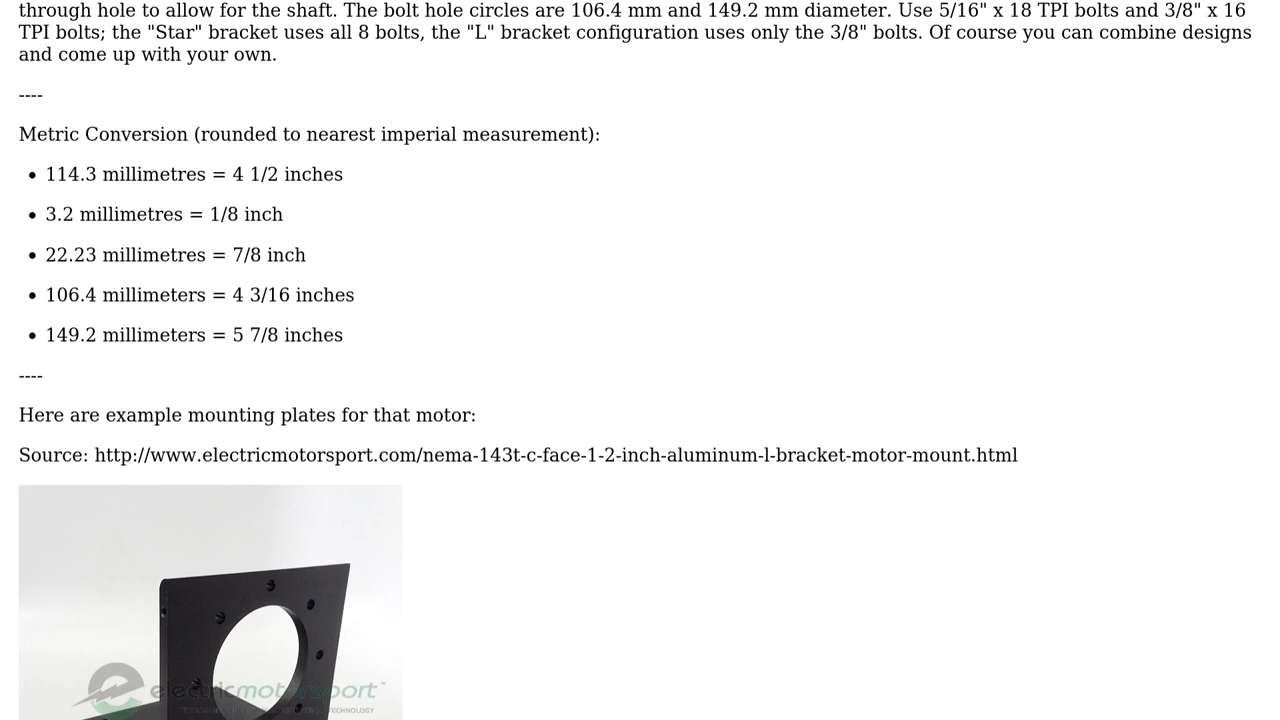 through hole to allow for the shaft. The bolt hole circles are 106.4 mm and 149.2 mm diameter. Use 5/16" x 18 TPI bolts and 3/8" x 16
TPI bolts; the "Star" bracket uses all 8 bolts, the "L" bracket configuration uses only the 3/8" bolts. Of course you can combine designs
and come up with your own.
----
Metric Conversion (rounded to nearest imperial measurement):
• 114.3 millimetres = 4 1/2 inches
• 3.2 millimetres = 1/8 inch
• 22.23 millimetres = 7/8 inch
• 106.4 millimeters = 4 3/16 inches
• 149.2 millimeters = 5 7/8 inches
----
Here are example mounting plates for that motor:
Source: http://www.electricmotorsport.com/nema-143t-c-face-1-2-inch-aluminum-l-bracket-motor-mount.html
electricmotorsport
TECHNOLOGY